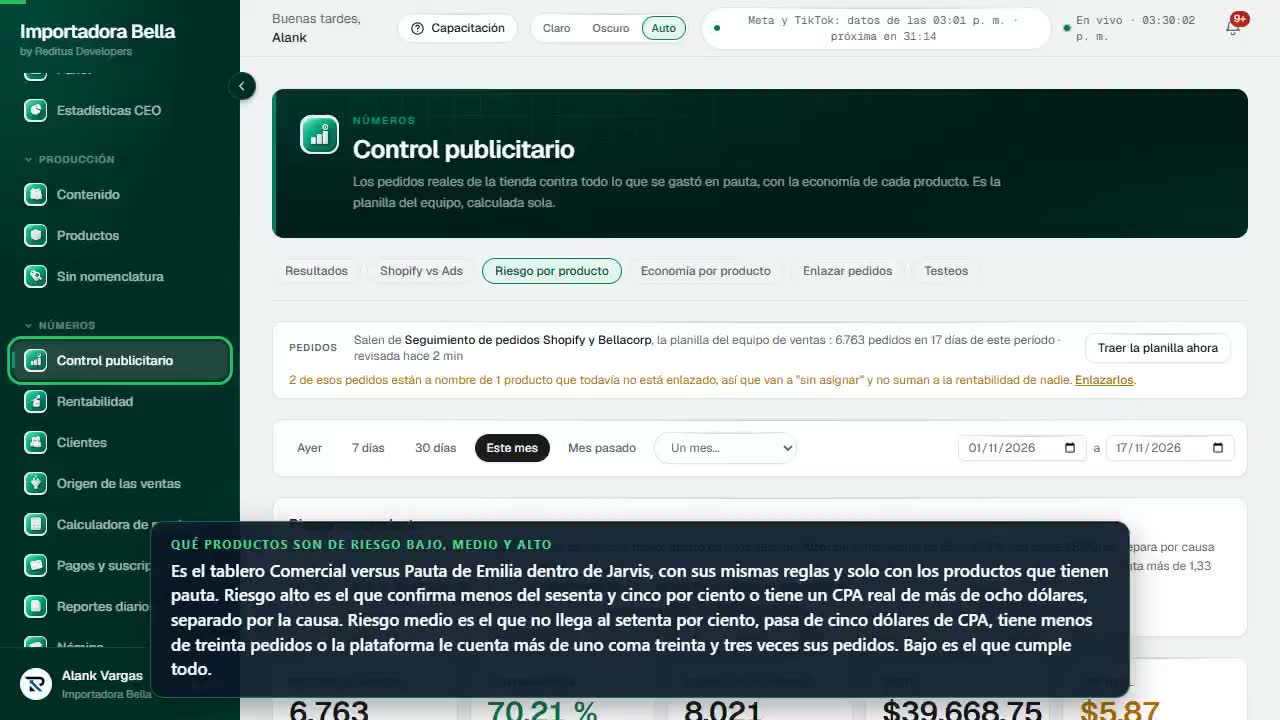 Importadora Bella
by Reditus Developers
Estadísticas CEO
PRODUCCIÓN
Contenido
Productos
Sin nomenclatura
NÚMEROS
Control publicitario
Rentabilidad
Clientes
Origen de las ventas
Calculadora de
Pagos y suscrip
Reportes diario
Alank Vargas
Importadora Bella
Buenas tardes,
Alank
Capacitación
Claro
Oscuro
Auto
Meta y TikTok: datos de las 03:01 p. m. ·
próxima en 31:14
En vivo · 03:30:02
p. m.
9+
NÚMEROS
Control publicitario
Los pedidos reales de la tienda contra todo lo que se gastó en pauta, con la economía de cada producto. Es la
planilla del equipo, calculada sola.
Resultados
Shopify vs Ads
Riesgo por producto
Economía por producto
Enlazar pedidos
Testeos
PEDIDOS
Salen de Seguimiento de pedidos Shopify y Bellacorp, la planilla del equipo de ventas : 6.763 pedidos en 17 días de este período ·
revisada hace 2 min
Traer la planilla ahora
2 de esos pedidos están a nombre de 1 producto que todavía no está enlazado, así que van a "sin asignar" y no suman a la rentabilidad de nadie. Enlazarlos.
Ayer
7 días
30 días
Este mes
Mes pasado
Un mes...
01/11/2026
a
17/11/2026
epara por causa
nta más de 1,33
QUÉ PRODUCTOS SON DE RIESGO BAJO, MEDIO Y ALTO
Es el tablero Comercial versus Pauta de Emilia dentro de Jarvis, con sus mismas reglas y solo con los productos que tienen
pauta. Riesgo alto es el que confirma menos del sesenta y cinco por ciento o tiene un CPA real de más de ocho dólares,
separado por la causa. Riesgo medio es el que no llega al setenta por ciento, pasa de cinco dólares de CPA, tiene menos
de treinta pedidos o la plataforma le cuenta más de uno coma treinta y tres veces sus pedidos. Bajo es el que cumple
todo.
6.763
70,21 %
8.021
$39,668.75
$5.87